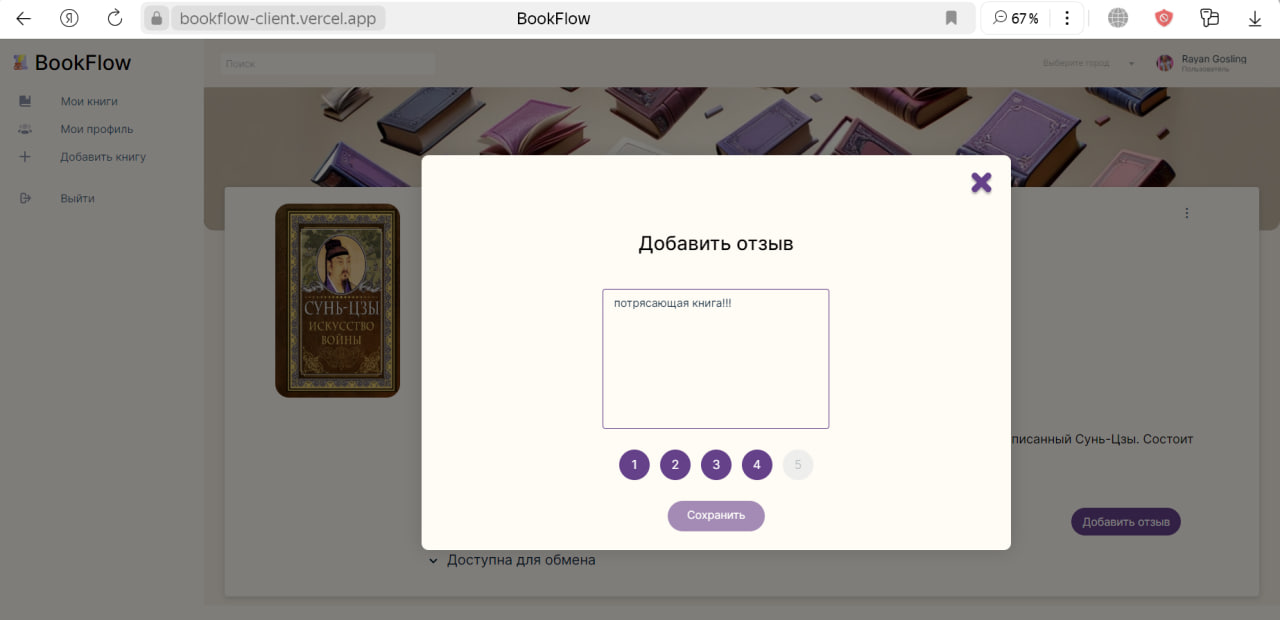 bookflow-client.vercel.app
BookFlow
67%
BookFlow
Поиск
Выберите город
Rayan Gosling
Пользователь
Мои книги
Мои профиль
Добавить книгу
Выйти
СУНЬ-ЦЗЫ
ИСКУССТВО
ВОЙНЫ
Добавить отзыв
потрясающая книга!!!
1 2 3 4 5
Сохранить
писанный Сунь-Цзы. Состоит
Добавить отзыв
Доступна для обмена